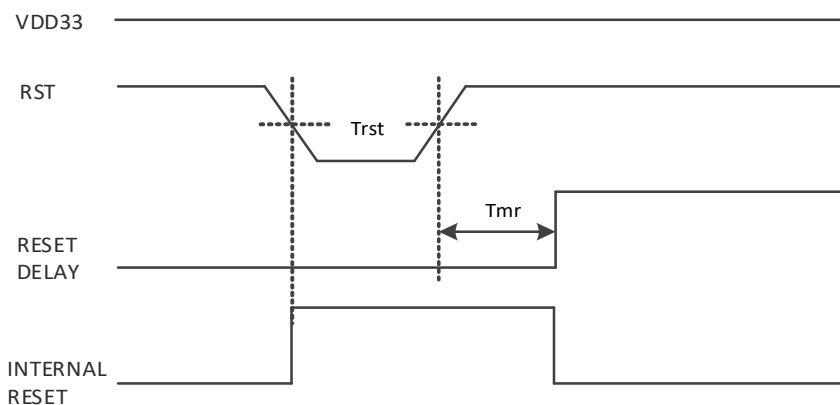 VDD33
RST
Trst
Tmr
RESET
DELAY
INTERNAL
RESET